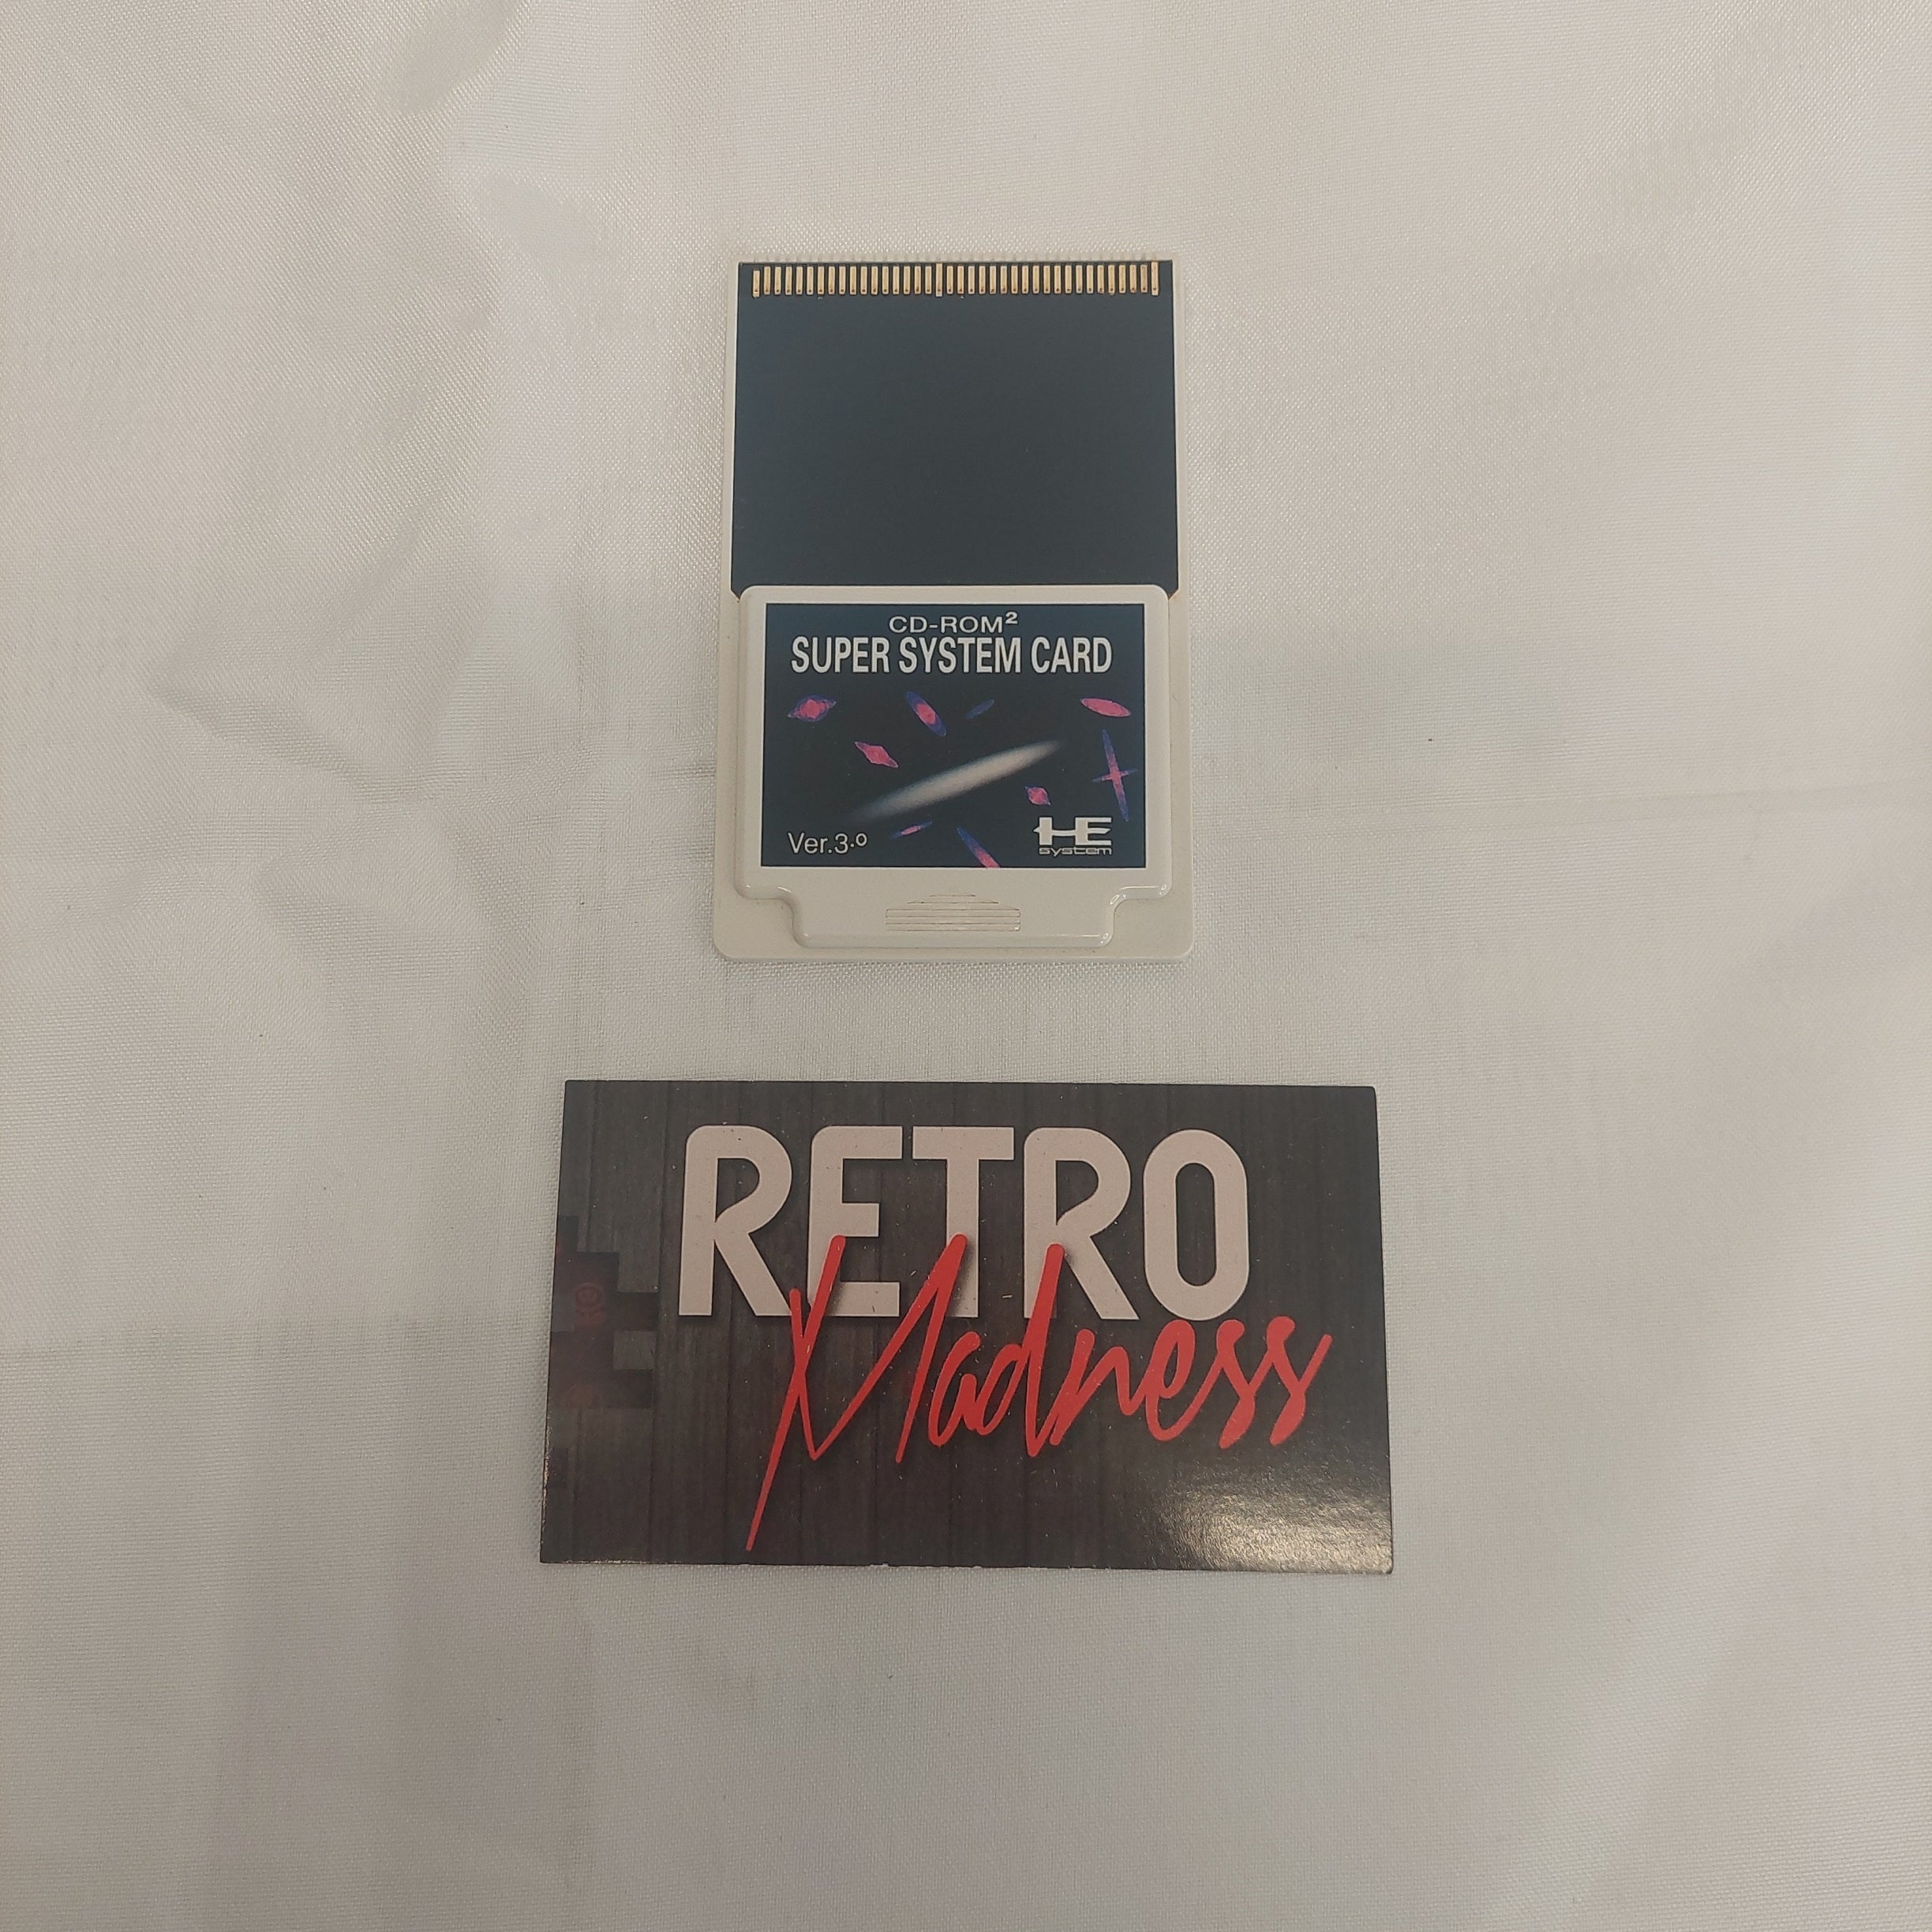 CD-ROM²
SUPER SYSTEM CARD
Ver.3.0
HE
system
RETRO
Madness